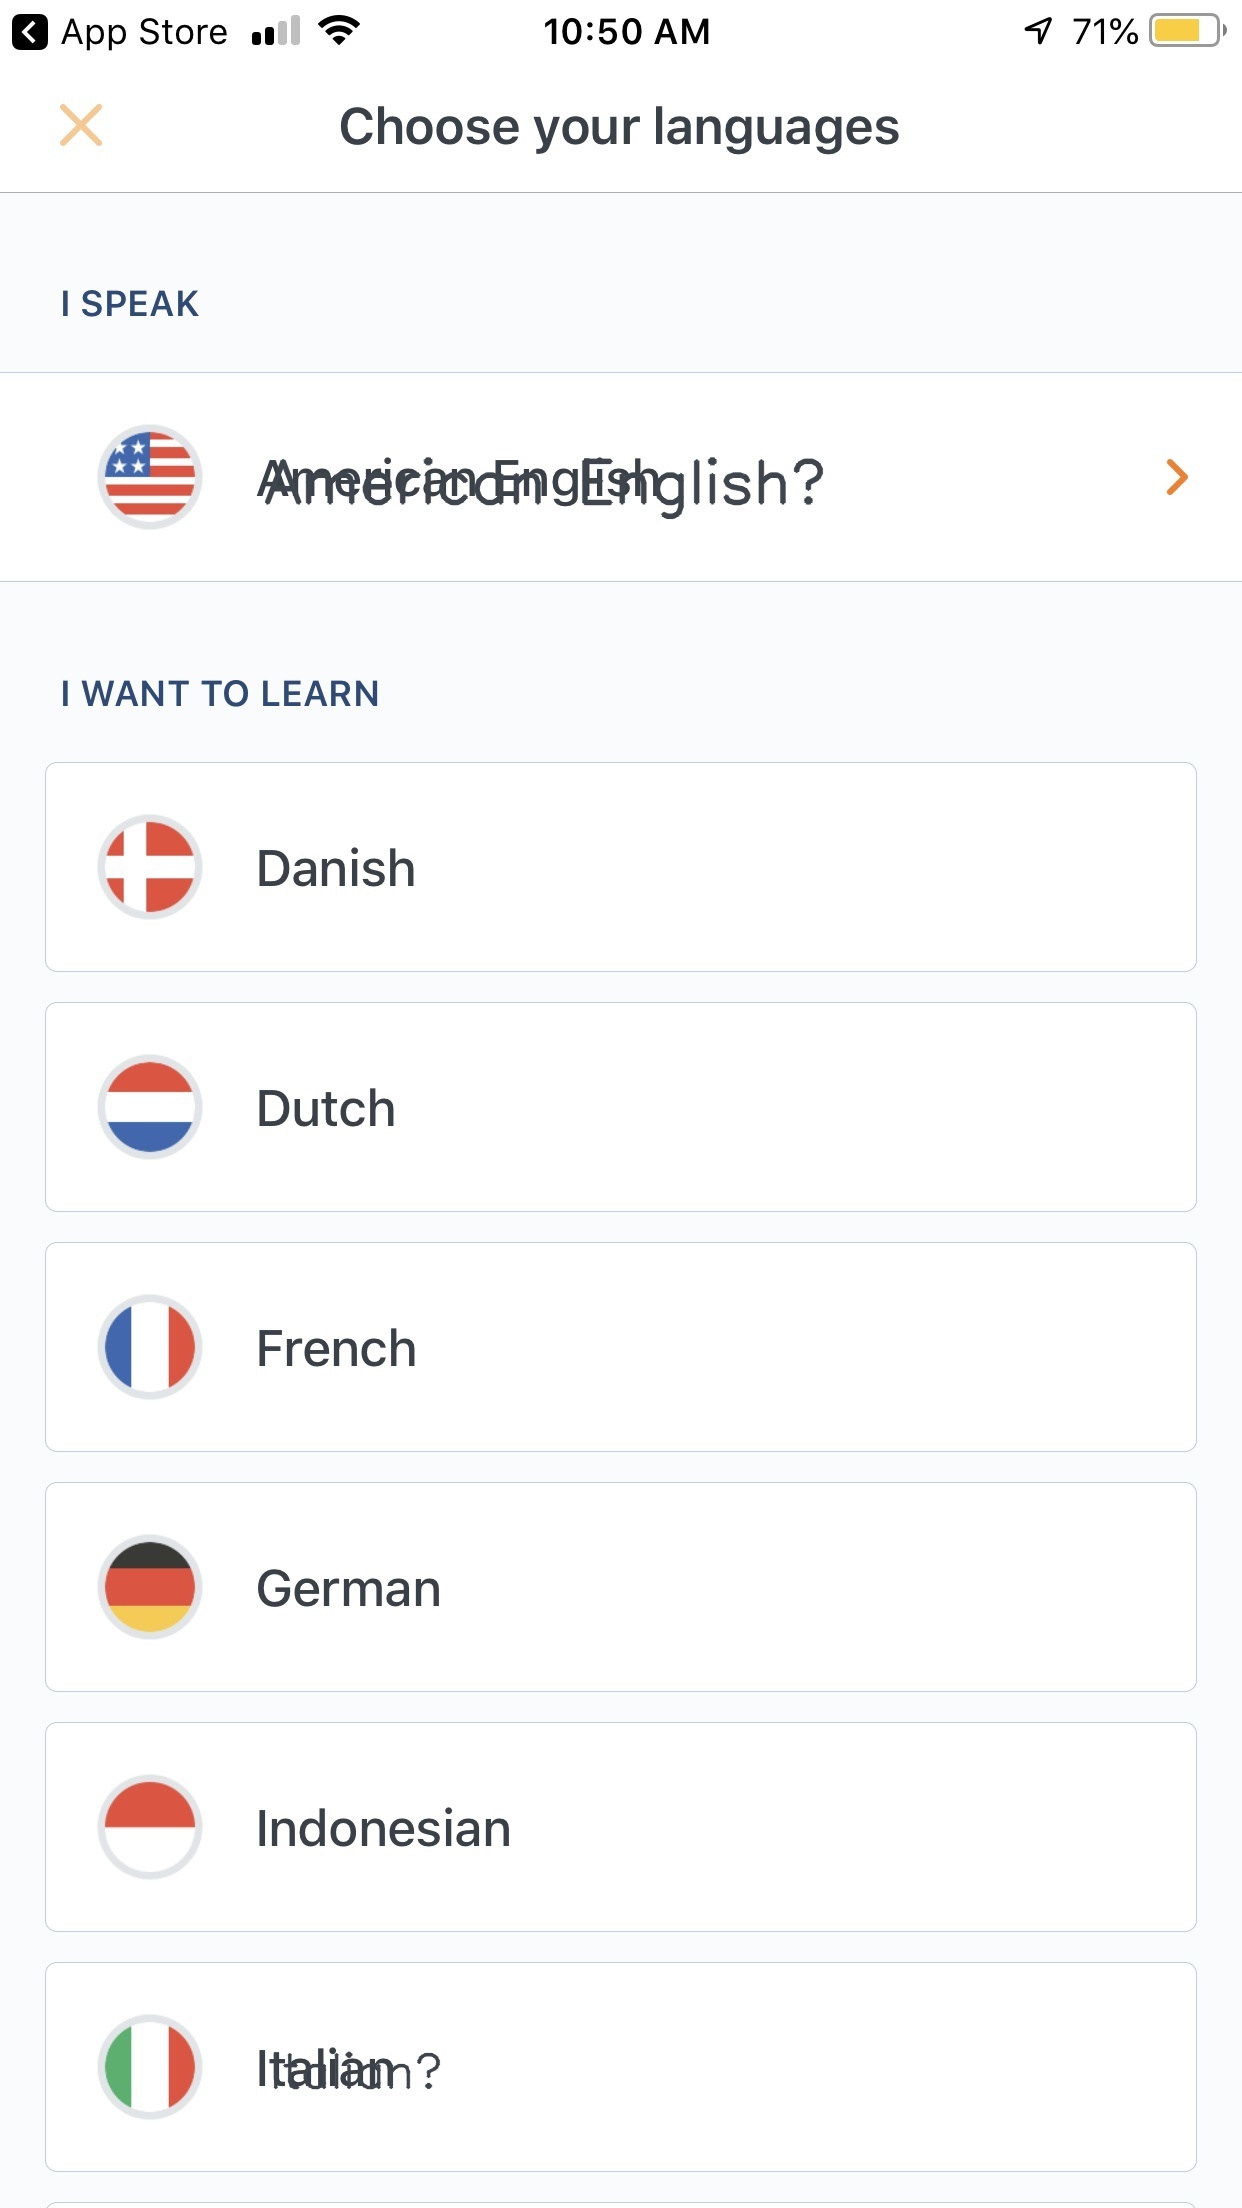 App Store
10:50 AM
71%
Choose your languages
I SPEAK
American English
American English?
I WANT TO LEARN
Danish
Dutch
French
German
Indonesian
Italian
Italian?